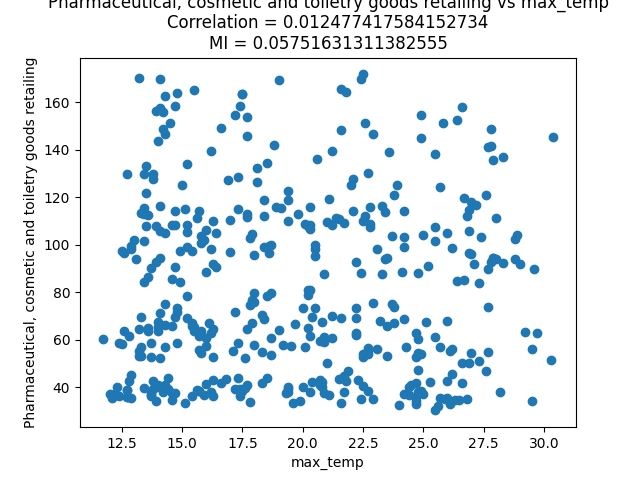 Pharmaceutical, cosmetic and toiletry goods retailing vs max_temp
Correlation = 0.012477417584152734
MI = 0.05751631311382555
Pharmaceutical, cosmetic and toiletry goods retailing
160
140
120
100
80
60
40
12.5 15.0 17.5 20.0 22.5 25.0 27.5 30.0
max_temp